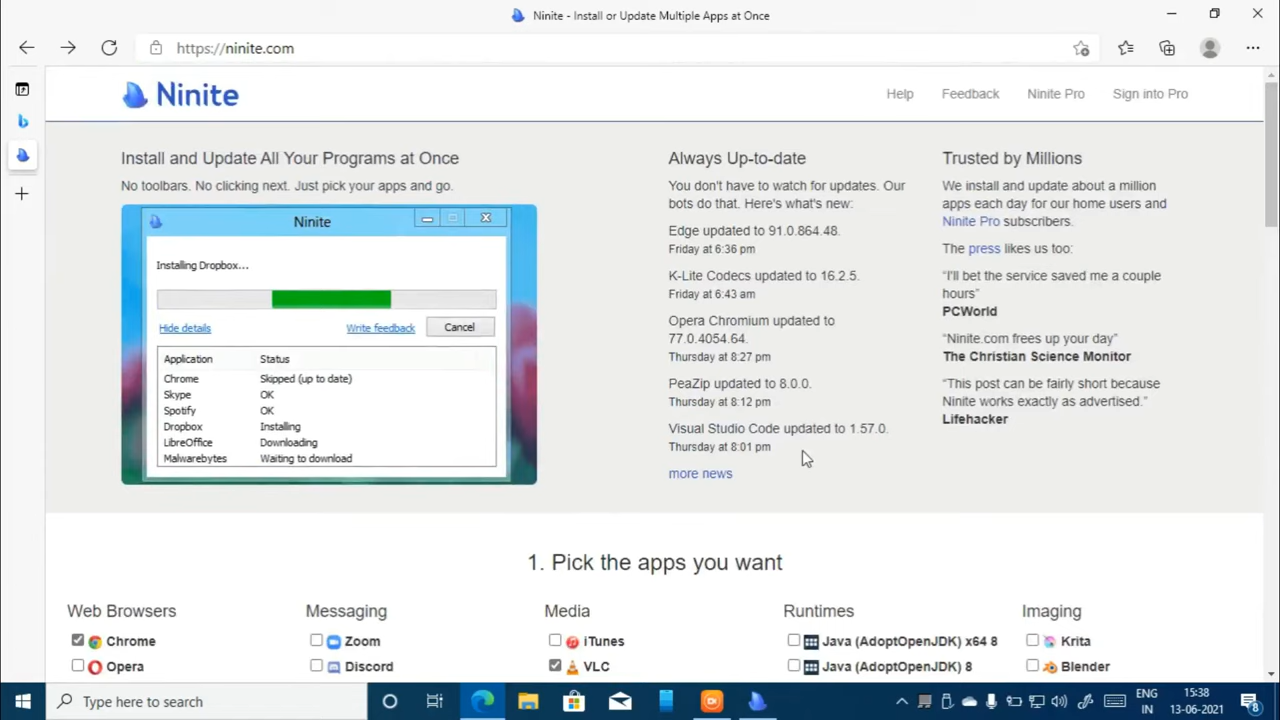 Ninite - Install or Update Multiple Apps at Once
https://ninite.com
Ninite
Help
Feedback
Ninite Pro
Sign into Pro
Install and Update All Your Programs at Once
No toolbars. No clicking next. Just pick your apps and go.
Ninite
Installing Dropbox...
Hide details
Write feedback
Cancel
Application Status
Chrome Skipped (up to date)
Skype OK
Spotify OK
Dropbox Installing
LibreOffice Downloading
Malwarebytes Waiting to download
Always Up-to-date
You don't have to watch for updates. Our
bots do that. Here's what's new:
Edge updated to 91.0.864.48.
Friday at 6:36 pm
K-Lite Codecs updated to 16.2.5.
Friday at 6:43 am
Opera Chromium updated to
77.0.4054.64.
Thursday at 8:27 pm
PeaZip updated to 8.0.0.
Thursday at 8:12 pm
Visual Studio Code updated to 1.57.0.
Thursday at 8:01 pm
more news
Trusted by Millions
We install and update about a million
apps each day for our home users and
Ninite Pro subscribers.
The press likes us too:
“I'll bet the service saved me a couple
hours”
PCWorld
“Ninite.com frees up your day”
The Christian Science Monitor
“This post can be fairly short because
Ninite works exactly as advertised.”
Lifehacker
1. Pick the apps you want
Web Browsers
Chrome
Opera
Messaging
Zoom
Discord
Media
iTunes
VLC
Runtimes
Java (AdoptOpenJDK) x64 8
Java (AdoptOpenJDK) 8
Imaging
Krita
Blender
Type here to search
ENG
IN
15:38
13-06-2021
8